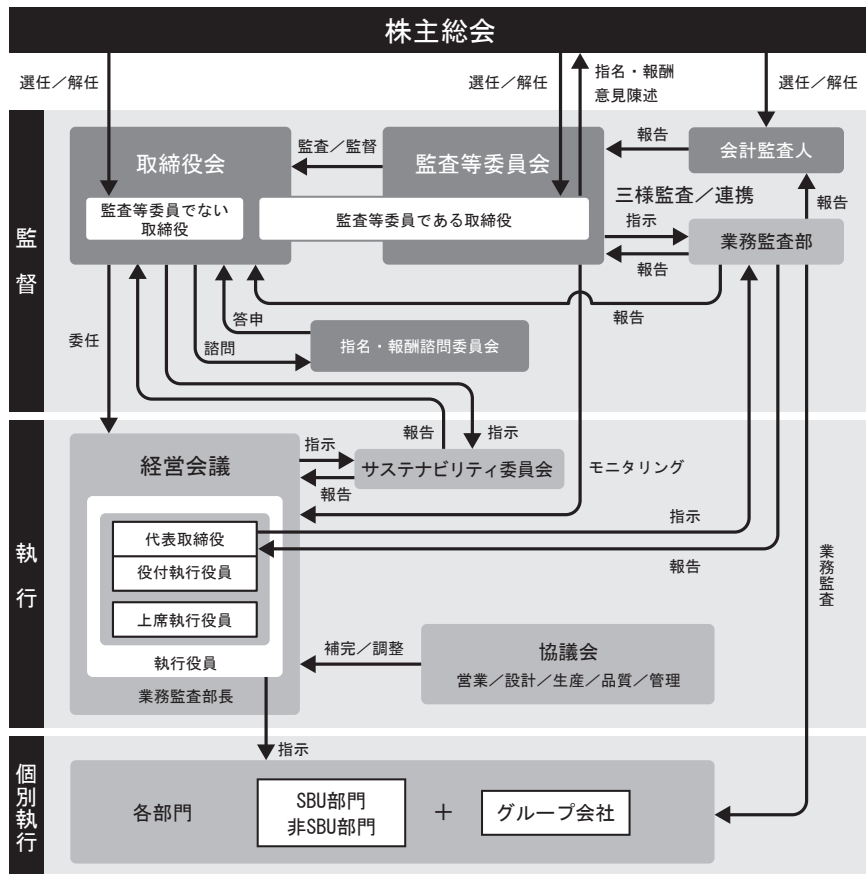 株主総会
選任／解任
選任／解任
指名・報酬
意見陳述
選任／解任
監督
取締役会
監査／監督
監査等委員会
報告
会計監査人
監査等委員でない
取締役
監査等委員である取締役
三様監査／連携
報告
指示
業務監査部
報告
報告
委任
答申
諮問
指名・報酬諮問委員会
執行
経営会議
報告
指示
指示
サステナビリティ委員会
報告
モニタリング
代表取締役
役付執行役員
上席執行役員
執行役員
業務監査部長
指示
報告
業務監査
補完／調整
協議会
営業／設計／生産／品質／管理
指示
個別執行
各部門
SBU部門
非SBU部門
＋
グループ会社